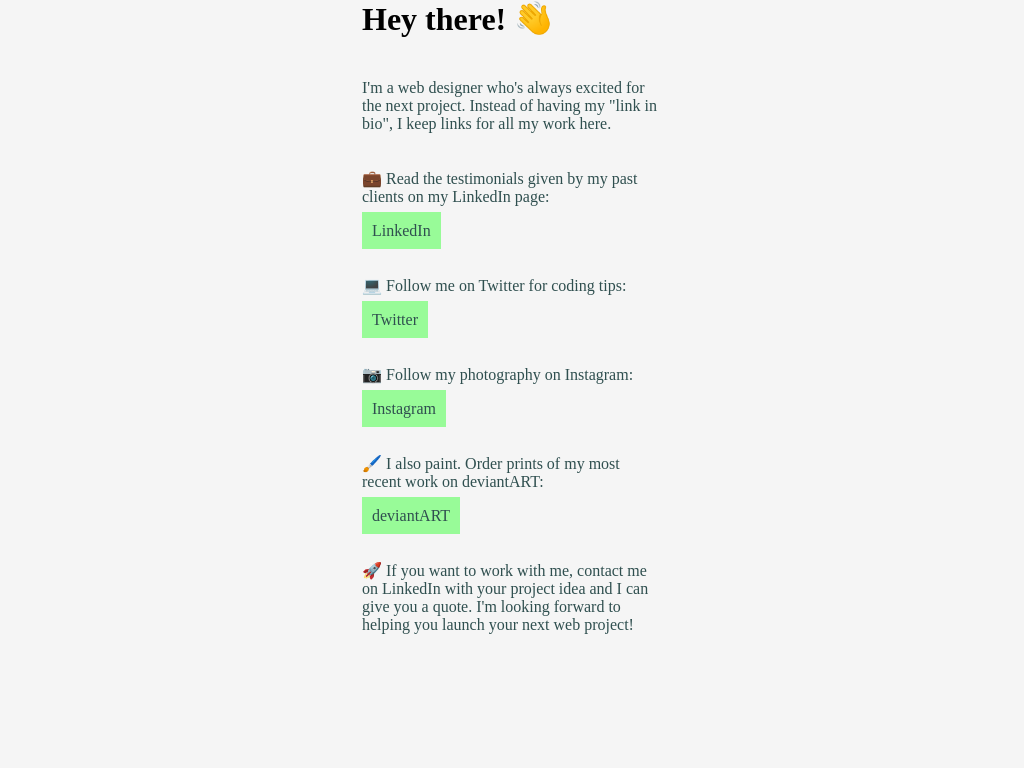 Hey there! 👋
I'm a web designer who's always excited for
the next project. Instead of having my "link in
bio", I keep links for all my work here.
💼 Read the testimonials given by my past
clients on my LinkedIn page:
LinkedIn
💻 Follow me on Twitter for coding tips:
Twitter
📷 Follow my photography on Instagram:
Instagram
🖌️ I also paint. Order prints of my most
recent work on deviantART:
deviantART
🚀 If you want to work with me, contact me
on LinkedIn with your project idea and I can
give you a quote. I'm looking forward to
helping you launch your next web project!